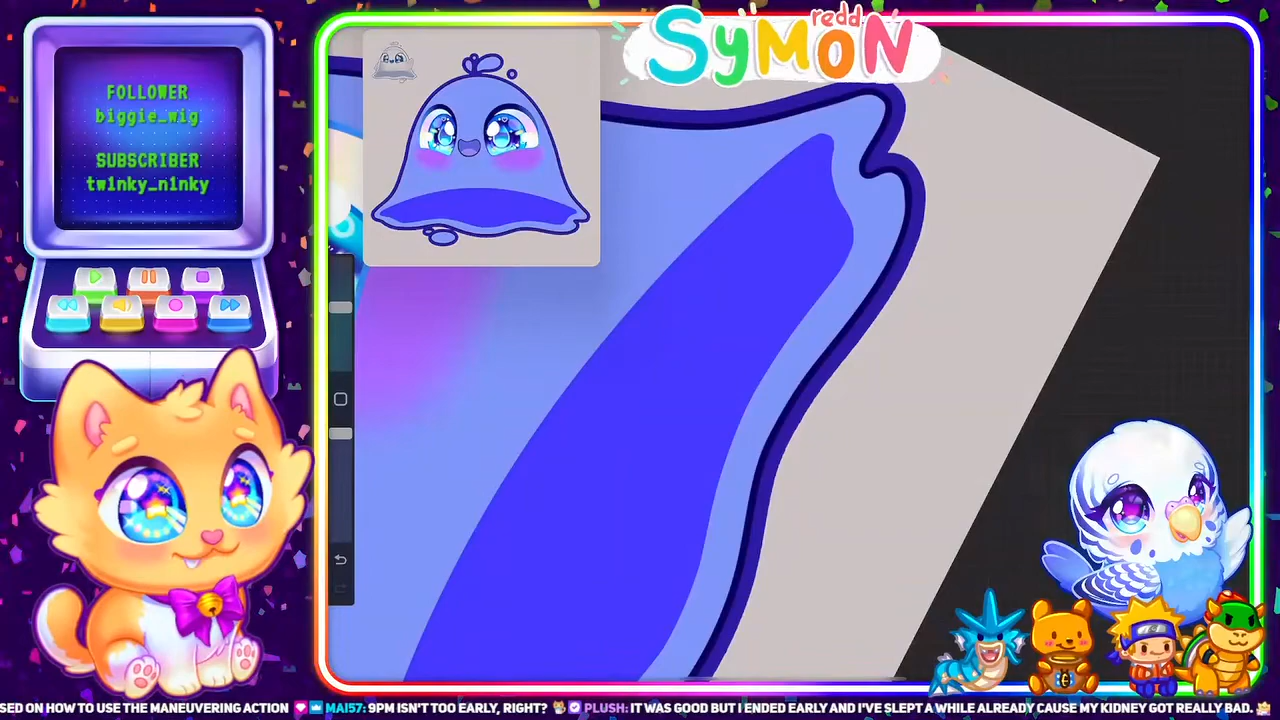 redd
SyMON
FOLLOWER
biggie_wig
SUBSCRIBER
tw1nky_n1nky
SED ON HOW TO USE THE MANEUVERING ACTION MAI57: 9PM ISN'T TOO EARLY, RIGHT? PLUSH: IT WAS GOOD BUT I ENDED EARLY AND I'VE SLEPT A WHILE ALREADY CAUSE MY KIDNEY GOT REALLY BAD.